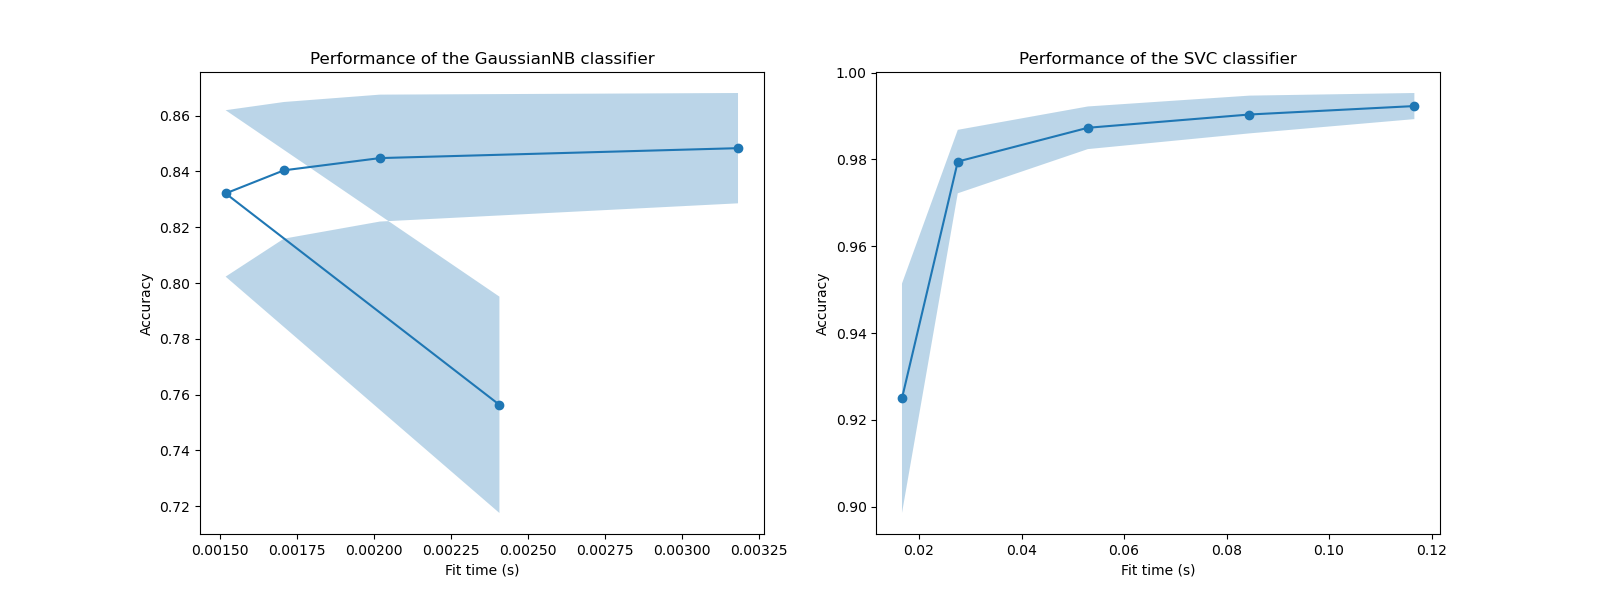 Performance of the GaussianNB classifier
Accuracy
0.86
0.84
0.82
0.80
0.78
0.76
0.74
0.72
0.00150 0.00175 0.00200 0.00225 0.00250 0.00275 0.00300 0.00325
Fit time (s)
Performance of the SVC classifier
Accuracy
1.00
0.98
0.96
0.94
0.92
0.90
0.02 0.04 0.06 0.08 0.10 0.12
Fit time (s)